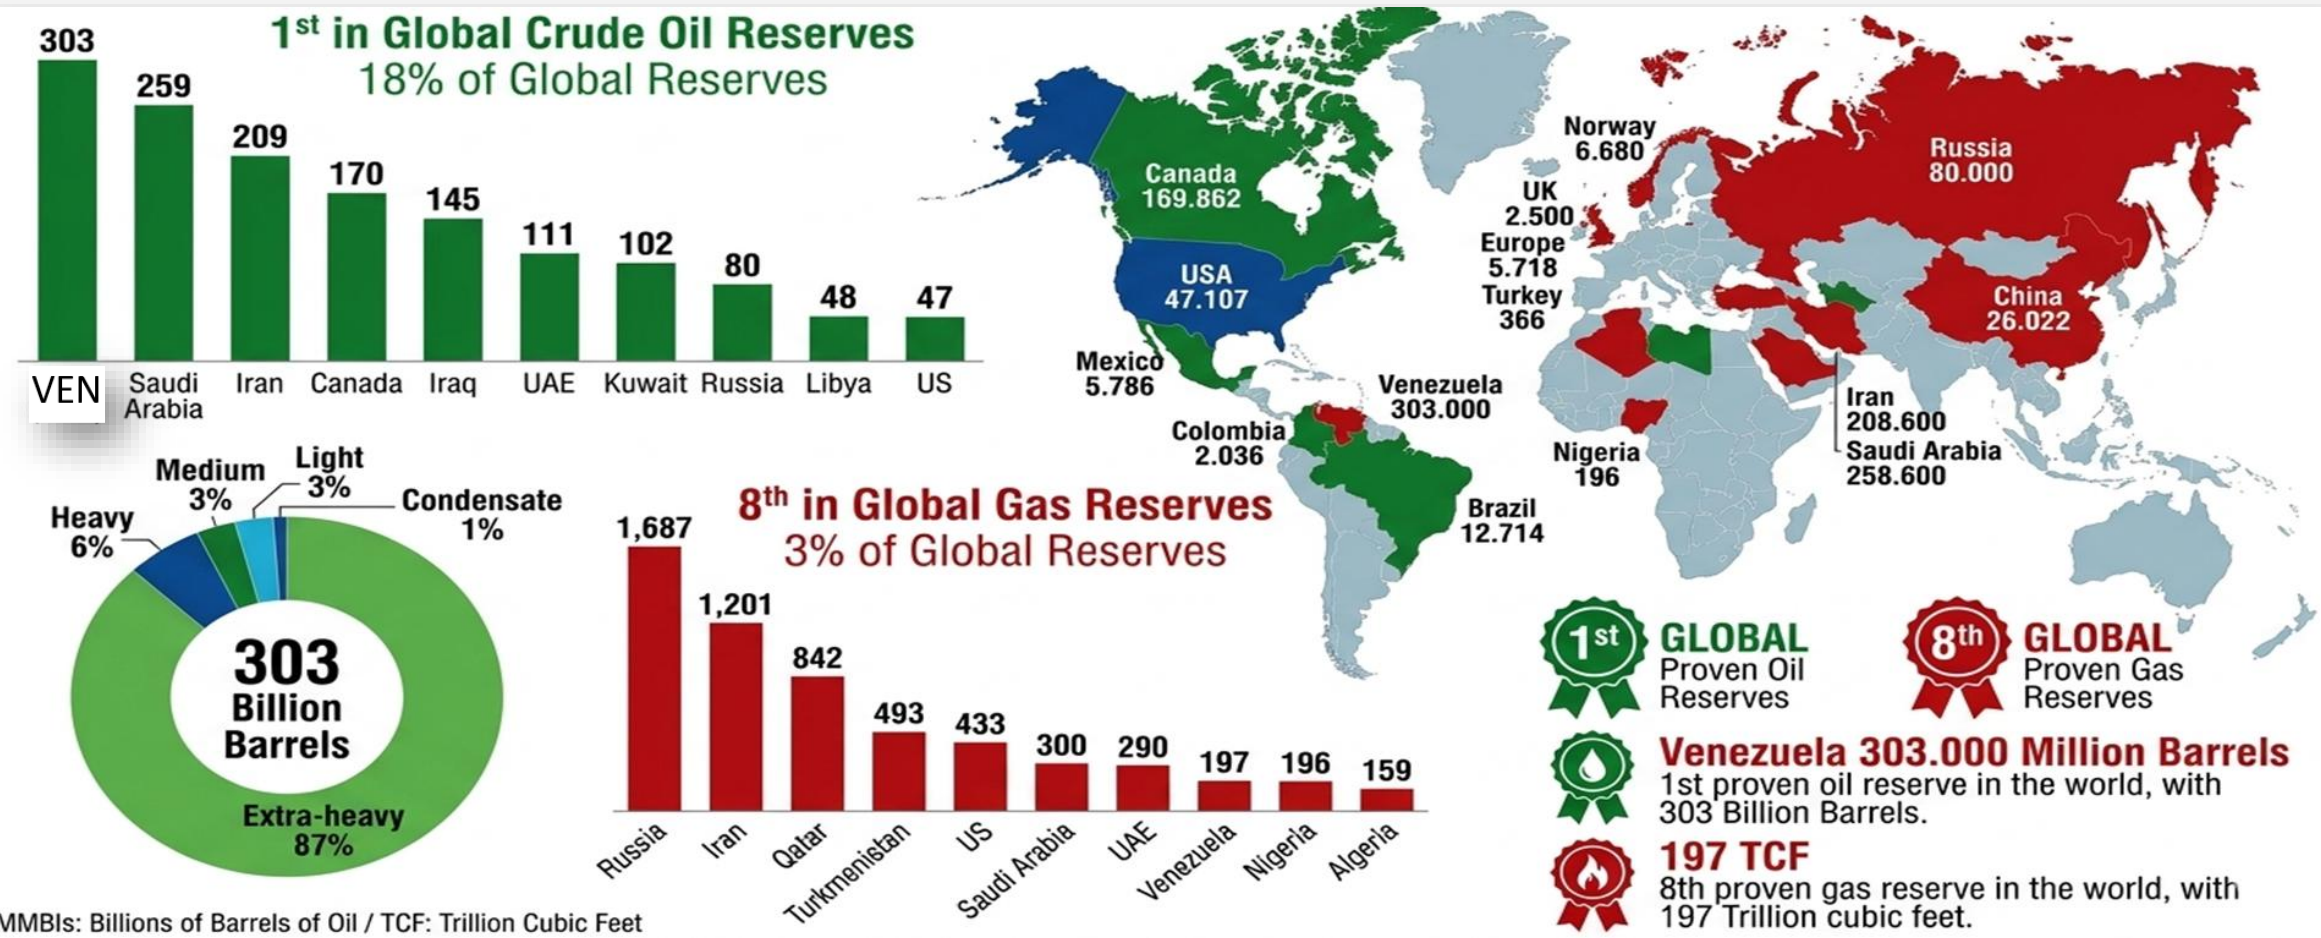 1st in Global Crude Oil Reserves
18% of Global Reserves
303
259
209
170
145
111
102
80
48
47
VEN
Saudi
Arabia
Iran
Canada
Iraq
UAE
Kuwait
Russia
Libya
US
Light
3%
Medium
3%
Condensate
1%
Heavy
6%
303
Billion
Barrels
Extra-heavy
87%
MMBIs: Billions of Barrels of Oil / TCF: Trillion Cubic Feet
8th in Global Gas Reserves
3% of Global Reserves
1,687
1,201
842
493
433
300
290
197
196
159
Russia
Iran
Qatar
Turkmenistan
US
Saudi Arabia
UAE
Venezuela
Nigeria
Algeria
Canada
169.862
USA
47.107
Mexico
5.786
Venezuela
303.000
Colombia
2.036
Brazil
12.714
Norway
6.680
UK
2.500
Europe
5.718
Turkey
366
Russia
80.000
China
26.022
Iran
208.600
Saudi Arabia
258.600
Nigeria
196
1st
GLOBAL
Proven Oil
Reserves
8th
GLOBAL
Proven Gas
Reserves
Venezuela 303.000 Million Barrels
1st proven oil reserve in the world, with
303 Billion Barrels.
197 TCF
8th proven gas reserve in the world, with
197 Trillion cubic feet.